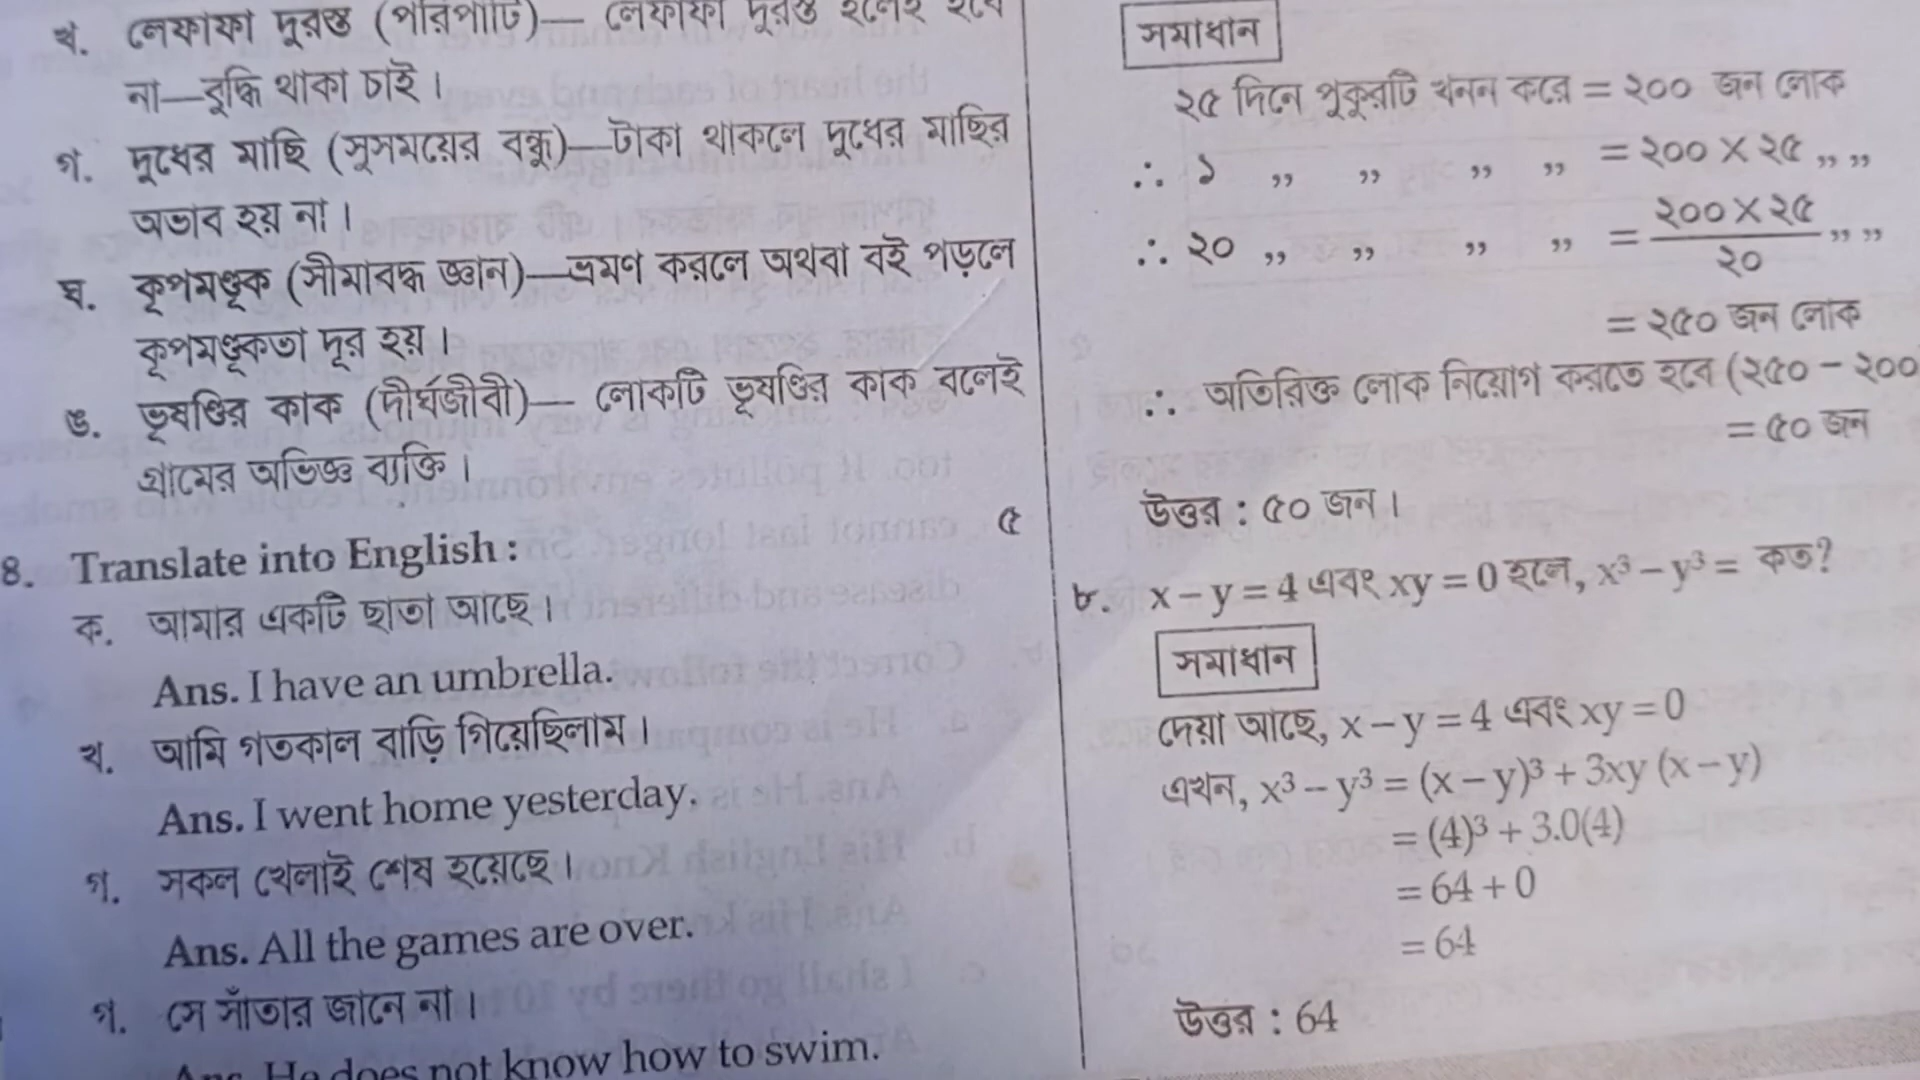 খ. লেফাফা দুরস্ত (পরিপাটি)— লেফাফা দুরস্ত হলেই হবে
না—বুদ্ধি থাকা চাই।
গ. দুধের মাছি (সুসময়ের বন্ধু)—টাকা থাকলে দুধের মাছির
অভাব হয় না।
ঘ. কূপমণ্ডূক (সীমাবদ্ধ জ্ঞান)—ভ্রমণ করলে অথবা বই পড়লে
কূপমণ্ডূকতা দূর হয়।
ঙ. ভূষণ্ডির কাক (দীর্ঘজীবী)— লোকটি ভূষণ্ডির কাক বলেই
গ্রামের অভিজ্ঞ ব্যক্তি।
8. Translate into English : ৫
ক. আমার একটি ছাতা আছে।
Ans. I have an umbrella.
খ. আমি গতকাল বাড়ি গিয়েছিলাম।
Ans. I went home yesterday.
গ. সকল খেলাই শেষ হয়েছে।
Ans. All the games are over.
গ. সে সাঁতার জানে না।
Ans. He does not know how to swim.
সমাধান
২৫ দিনে পুকুরটি খনন করে = ২০০ জন লোক
∴ ১ ,, ,, ,, ,, = ২০০ × ২৫ ,, ,,
∴ ২০ ,, ,, ,, ,, = ২০০ × ২৫ / ২০ ,, ,,
= ২৫০ জন লোক
∴ অতিরিক্ত লোক নিয়োগ করতে হবে (২৫০ – ২০০
= ৫০ জন
উত্তর : ৫০ জন।
৮. x – y = 4 এবং xy = 0 হলে, x³ – y³ = কত?
সমাধান
দেয়া আছে, x – y = 4 এবং xy = 0
এখন, x³ – y³ = (x – y)³ + 3xy (x – y)
= (4)³ + 3.0(4)
= 64 + 0
= 64
উত্তর : 64